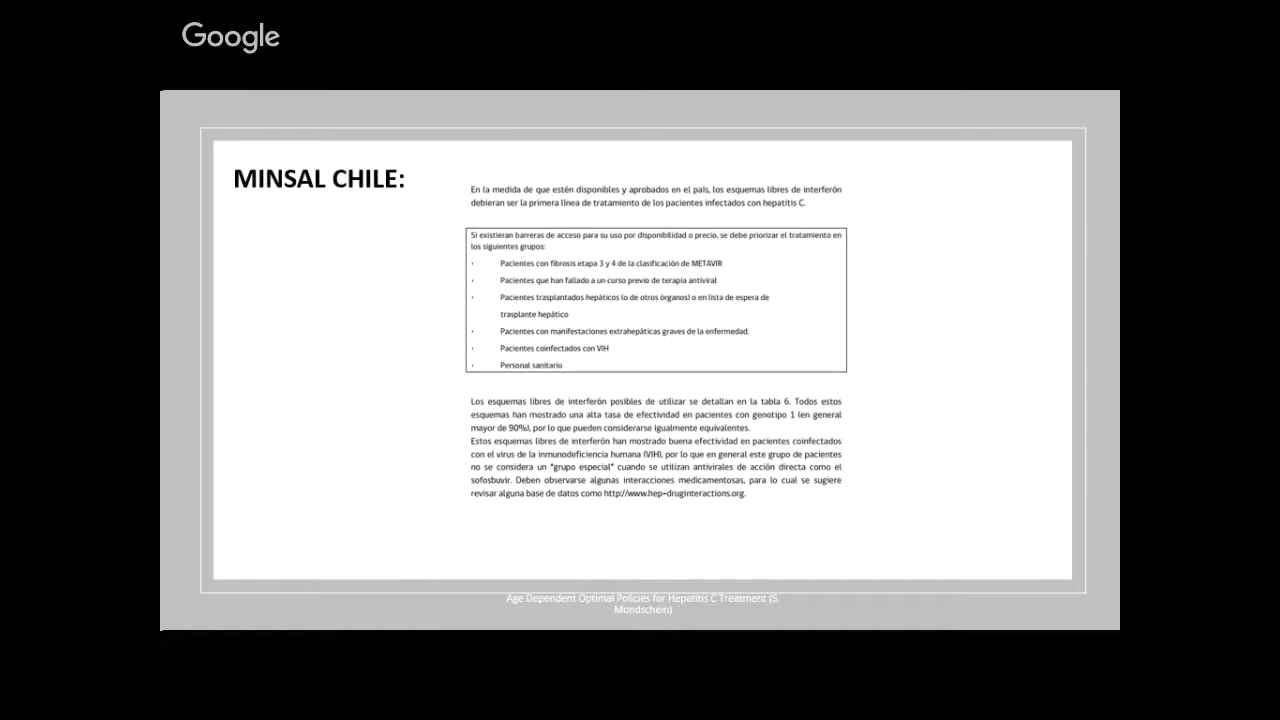 Google
MINSAL CHILE:
En la medida de que estén disponibles y aprobados en el país, los esquemas libres de interferón
debieran ser la primera línea de tratamiento de los pacientes infectados con hepatitis C.
Si existieran barreras de acceso para su uso por disponibilidad o precio, se debe priorizar el tratamiento en
los siguientes grupos:
· Pacientes con fibrosis etapa 3 y 4 de la clasificación de METAVIR
· Pacientes que han fallado a un curso previo de terapia antiviral
· Pacientes trasplantados hepáticos (o de otros órganos) o en lista de espera de
trasplante hepático
· Pacientes con manifestaciones extrahepáticas graves de la enfermedad.
· Pacientes coinfectados con VIH
· Personal sanitario
Los esquemas libres de interferón posibles de utilizar se detallan en la tabla 6. Todos estos
esquemas han mostrado una alta tasa de efectividad en pacientes con genotipo 1 (en general
mayor de 90%), por lo que pueden considerarse igualmente equivalentes.
Estos esquemas libres de interferón han mostrado buena efectividad en pacientes coinfectados
con el virus de la inmunodeficiencia humana (VIH), por lo que en general este grupo de pacientes
no se considera un "grupo especial" cuando se utilizan antivirales de acción directa como el
sofosbuvir. Deben observarse algunas interacciones medicamentosas, para lo cual se sugiere
revisar alguna base de datos como http://www.hep-druginteractions.org.
Age Dependent Optimal Policies for Hepatitis C Treatment (S.
Mondschein)